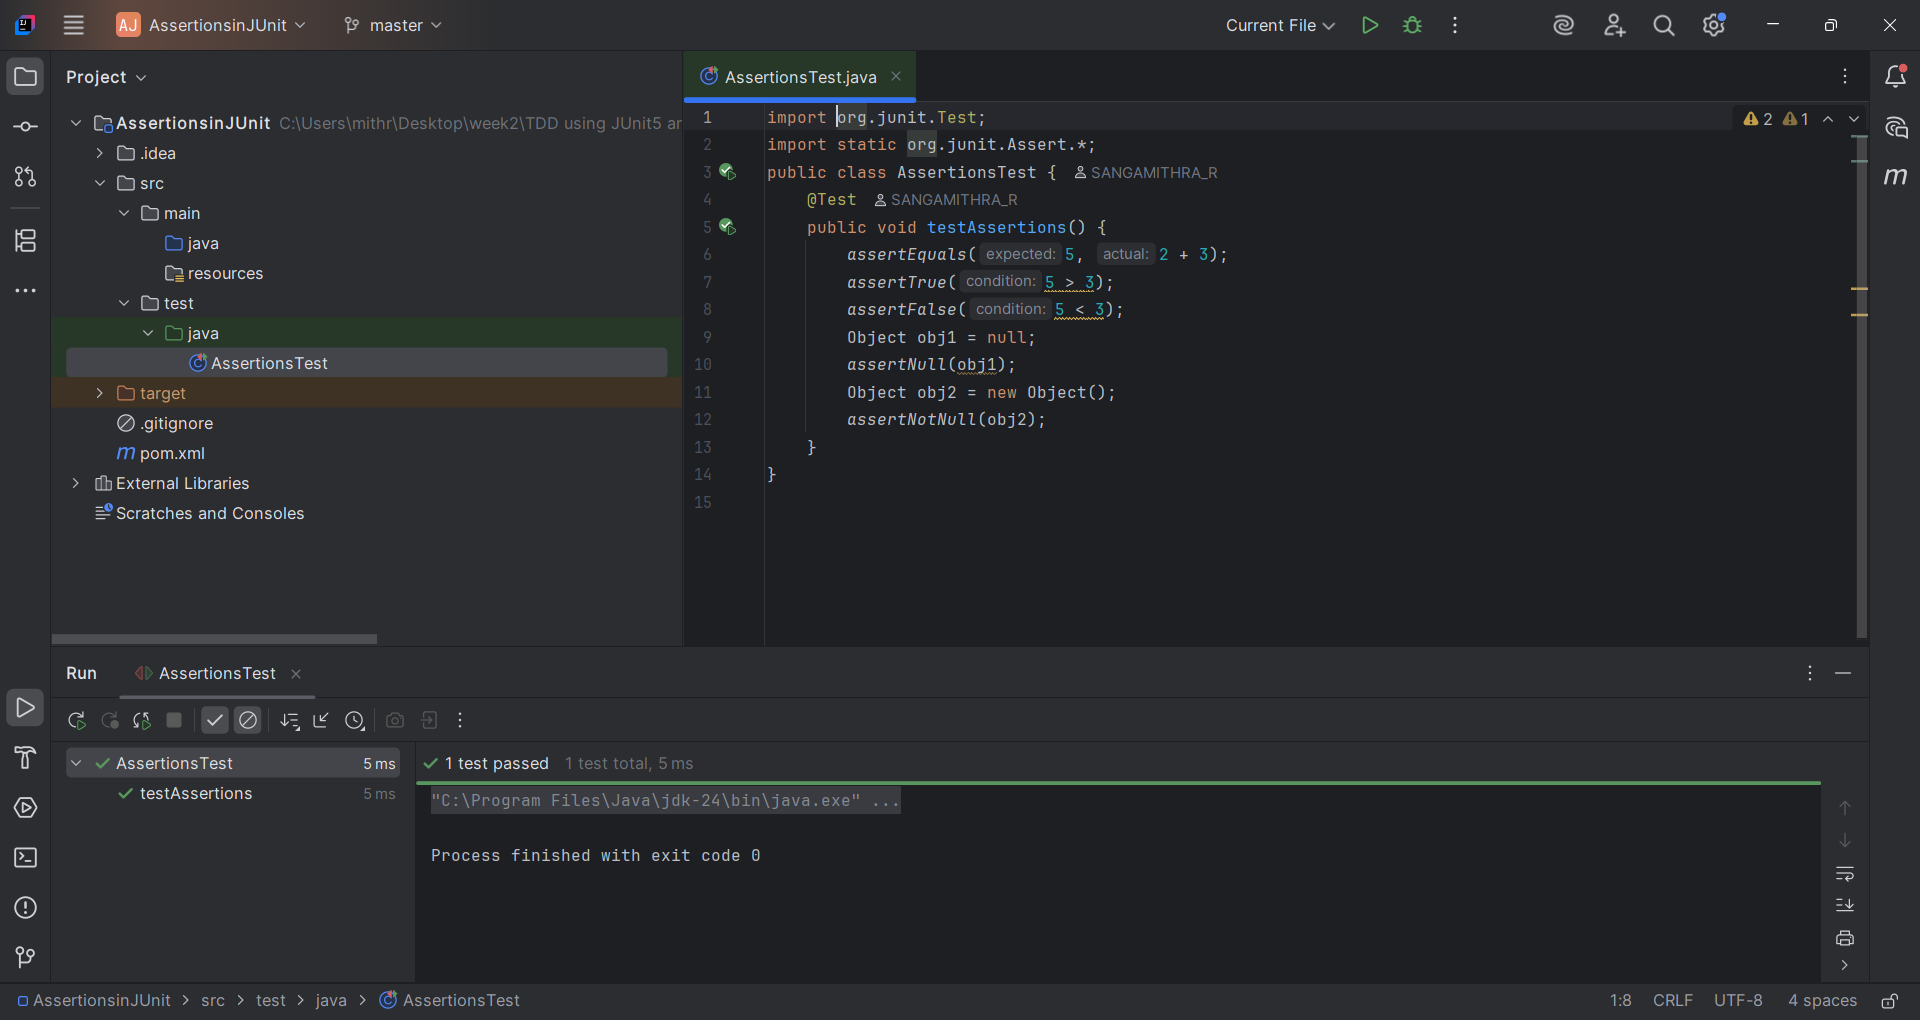 AJ AssertionsinJUnit master Current File
Project
AssertionsTest.java
AssertionsinJUnit C:\Users\mithr\Desktop\week2\TDD using JUnit5 ar
.idea
src
main
java
resources
test
java
AssertionsTest
target
.gitignore
m pom.xml
External Libraries
Scratches and Consoles
2 1
m
1 import org.junit.Test;
2 import static org.junit.Assert.*;
3 public class AssertionsTest { SANGAMITHRA_R
4 @Test SANGAMITHRA_R
5 public void testAssertions() {
6 assertEquals( expected: 5, actual: 2 + 3);
7 assertTrue( condition: 5 > 3);
8 assertFalse( condition: 5 < 3);
9 Object obj1 = null;
10 assertNull(obj1);
11 Object obj2 = new Object();
12 assertNotNull(obj2);
13 }
14 }
15
Run AssertionsTest
AssertionsTest 5 ms
testAssertions 5 ms
1 test passed 1 test total, 5 ms
"C:\Program Files\Java\jdk-24\bin\java.exe" ...
Process finished with exit code 0
AssertionsinJUnit > src > test > java > AssertionsTest
1:8 CRLF UTF-8 4 spaces